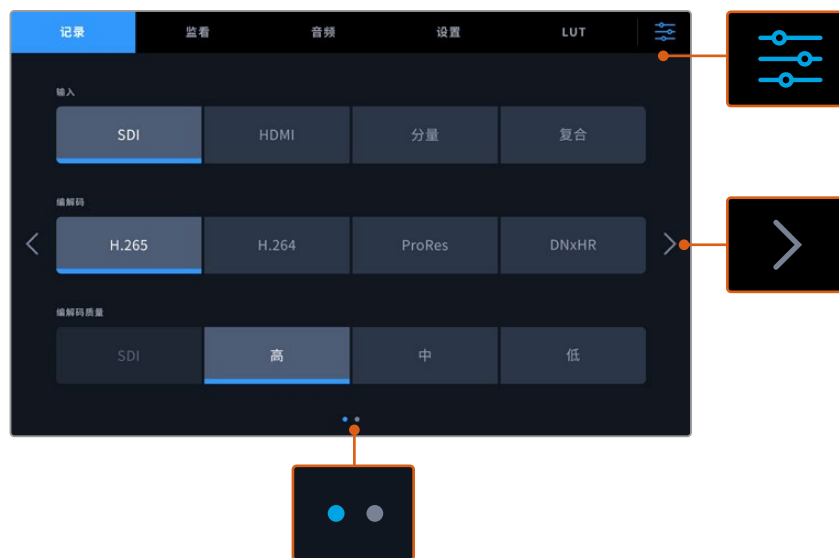 记录 监看 音频 设置 LUT
输入
SDI HDMI 分量 复合
编解码
H.265 H.264 ProRes DNxHR
编解码质量
SDI 高 中 低